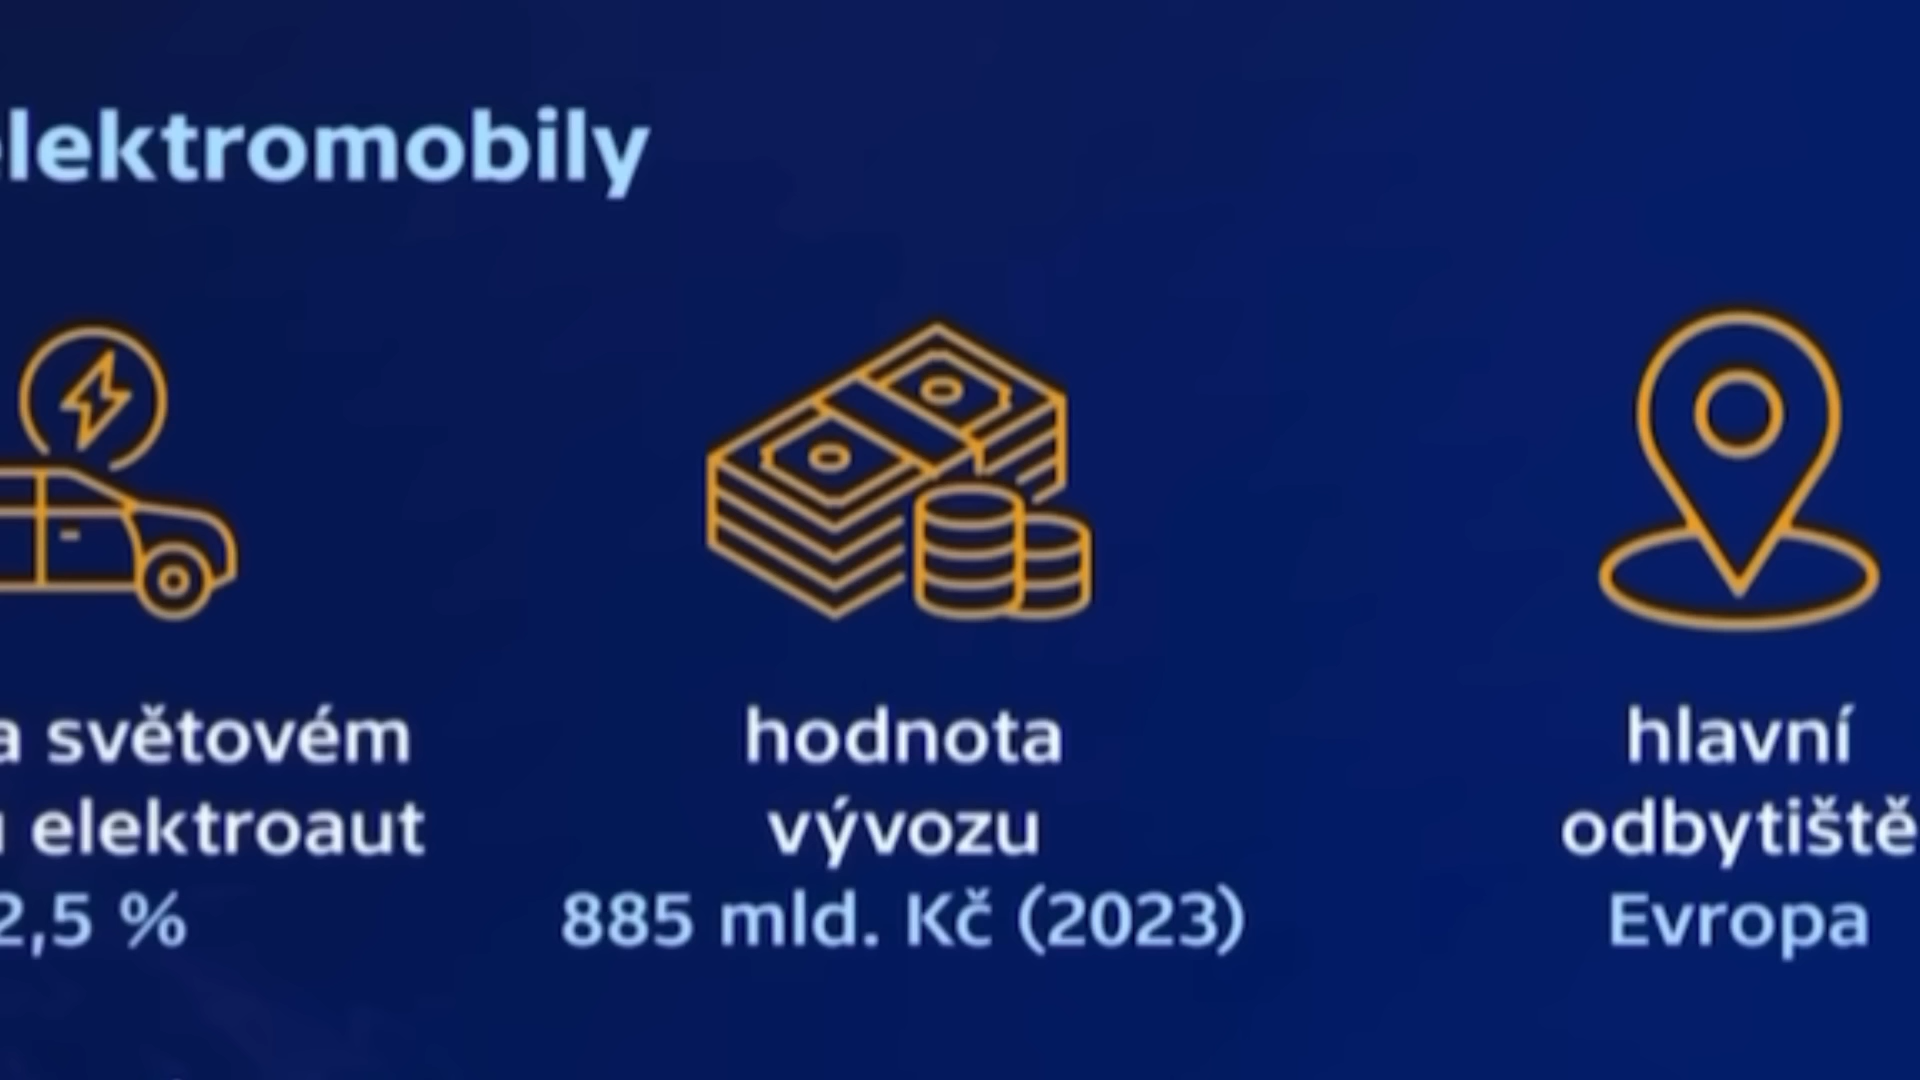 elektromobily
a světovém
elektroaut
2,5 %
hodnota
vývozu
885 mld. Kč (2023)
hlavní
odbytiště
Evropa